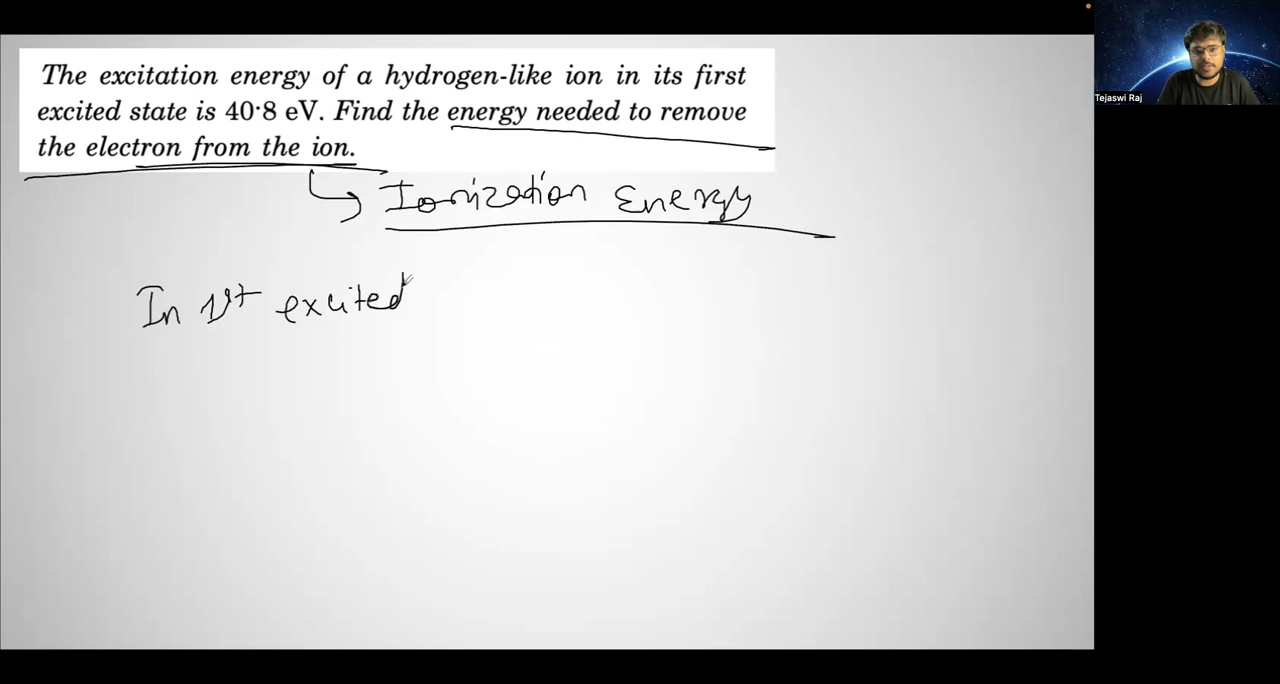 The excitation energy of a hydrogen-like ion in its first
excited state is 40·8 eV. Find the energy needed to remove
the electron from the ion.
Ionization Energy
In 1st excited
Tejaswi Raj